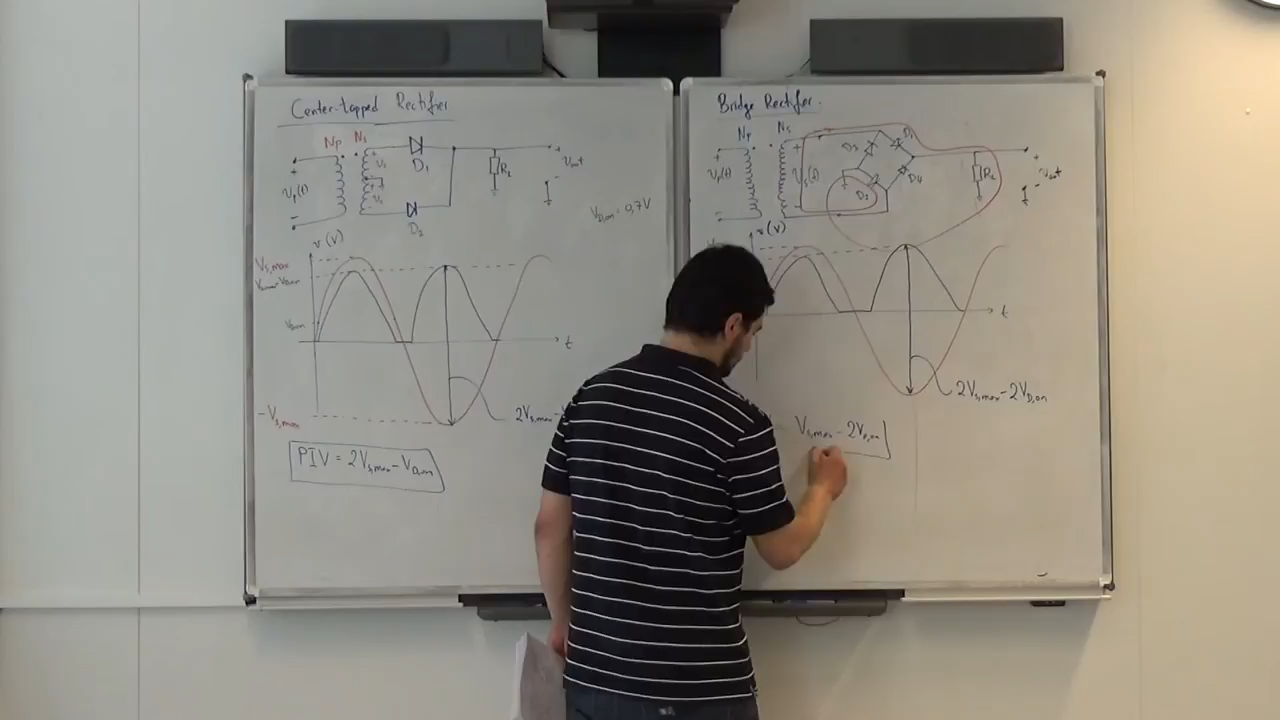 Center-tapped Rectifier
Np Ns
Vp(t)
+
-
Vs
Vs
D1
D2
RL
+
Vout
-
VD,on = 0,7V
v(V)
Vs,max
Vs,max-VD,on
VD,on
-Vs,max
t
2Vs,max-
PIV = 2Vs,max - VD,on
Bridge Rectifier.
Np Ns
+
Vp(t)
-
+
Vs(t)
-
D3 D1
D2 D4
RL
+
Vout
-
v(V)
t
2Vs,max-2VD,on
Vs,max - 2VD,on